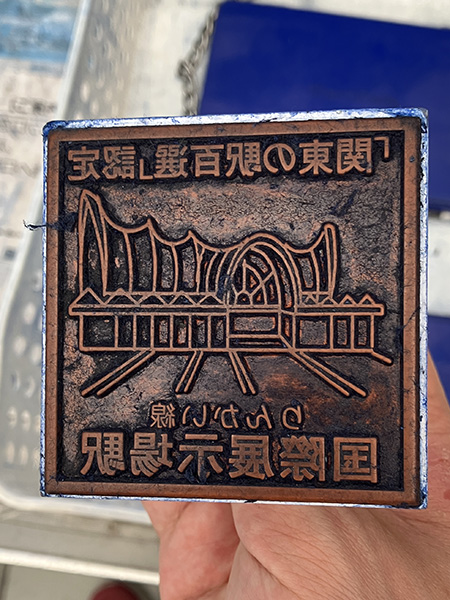 「関東の駅百選」認定
りんかい線
国際展示場駅